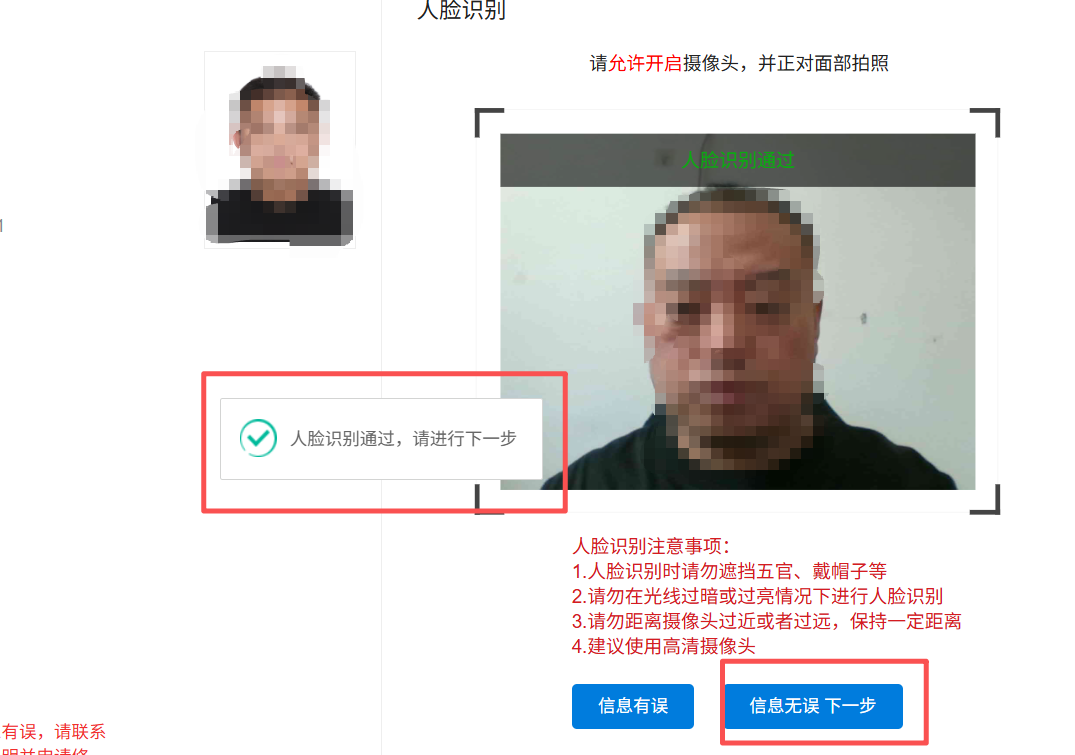 人脸识别
请允许开启摄像头，并正对面部拍照
人脸识别通过
人脸识别通过，请进行下一步
人脸识别注意事项：
1.人脸识别时请勿遮挡五官、戴帽子等
2.请勿在光线过暗或过亮情况下进行人脸识别
3.请勿距离摄像头过近或者过远，保持一定距离
4.建议使用高清摄像头
信息有误
信息无误 下一步
有误，请联系